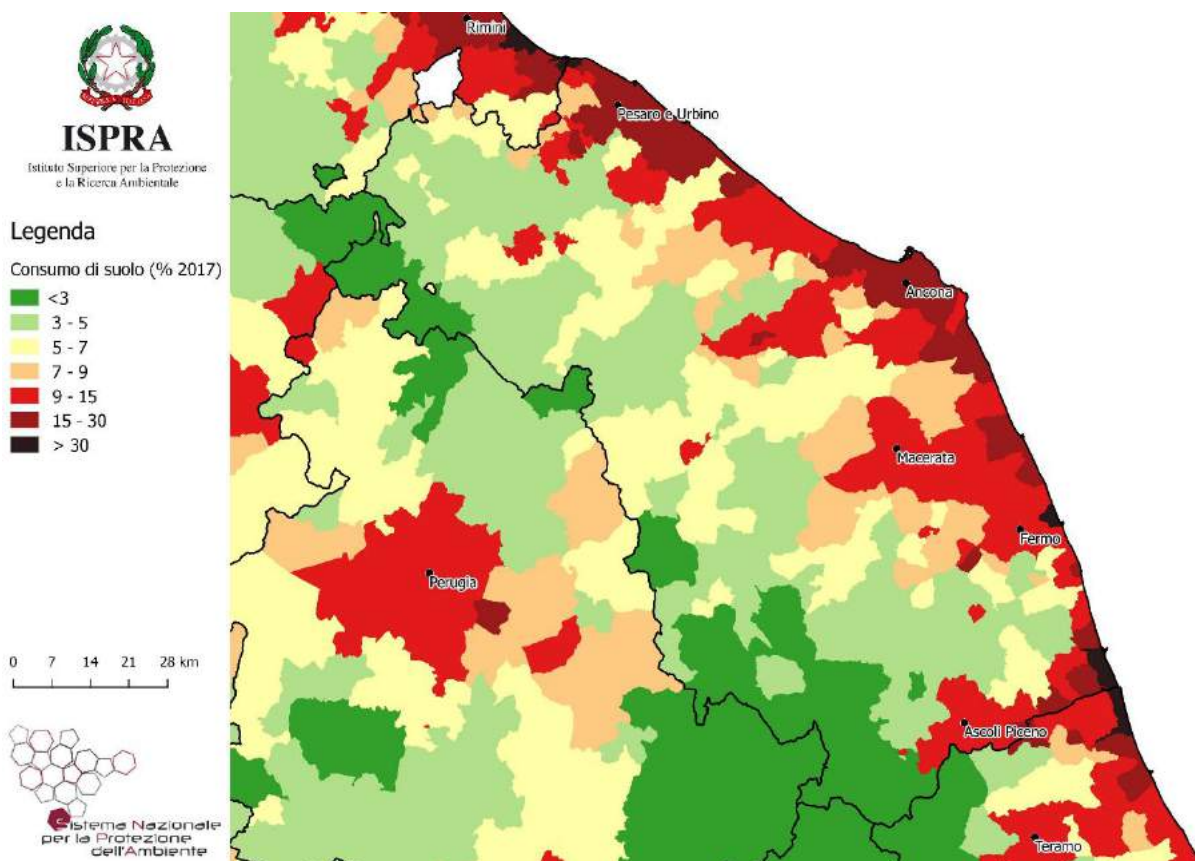 ISPRA
Istituto Superiore per la Protezione
e la Ricerca Ambientale
Legenda
Consumo di suolo (% 2017)
<3
3 - 5
5 - 7
7 - 9
9 - 15
15 - 30
> 30
0 7 14 21 28 km
Sistema Nazionale
per la Protezione
dell'Ambiente
Rimini
Pesaro e Urbino
Ancona
Macerata
Fermo
Perugia
Ascoli Piceno
Teramo